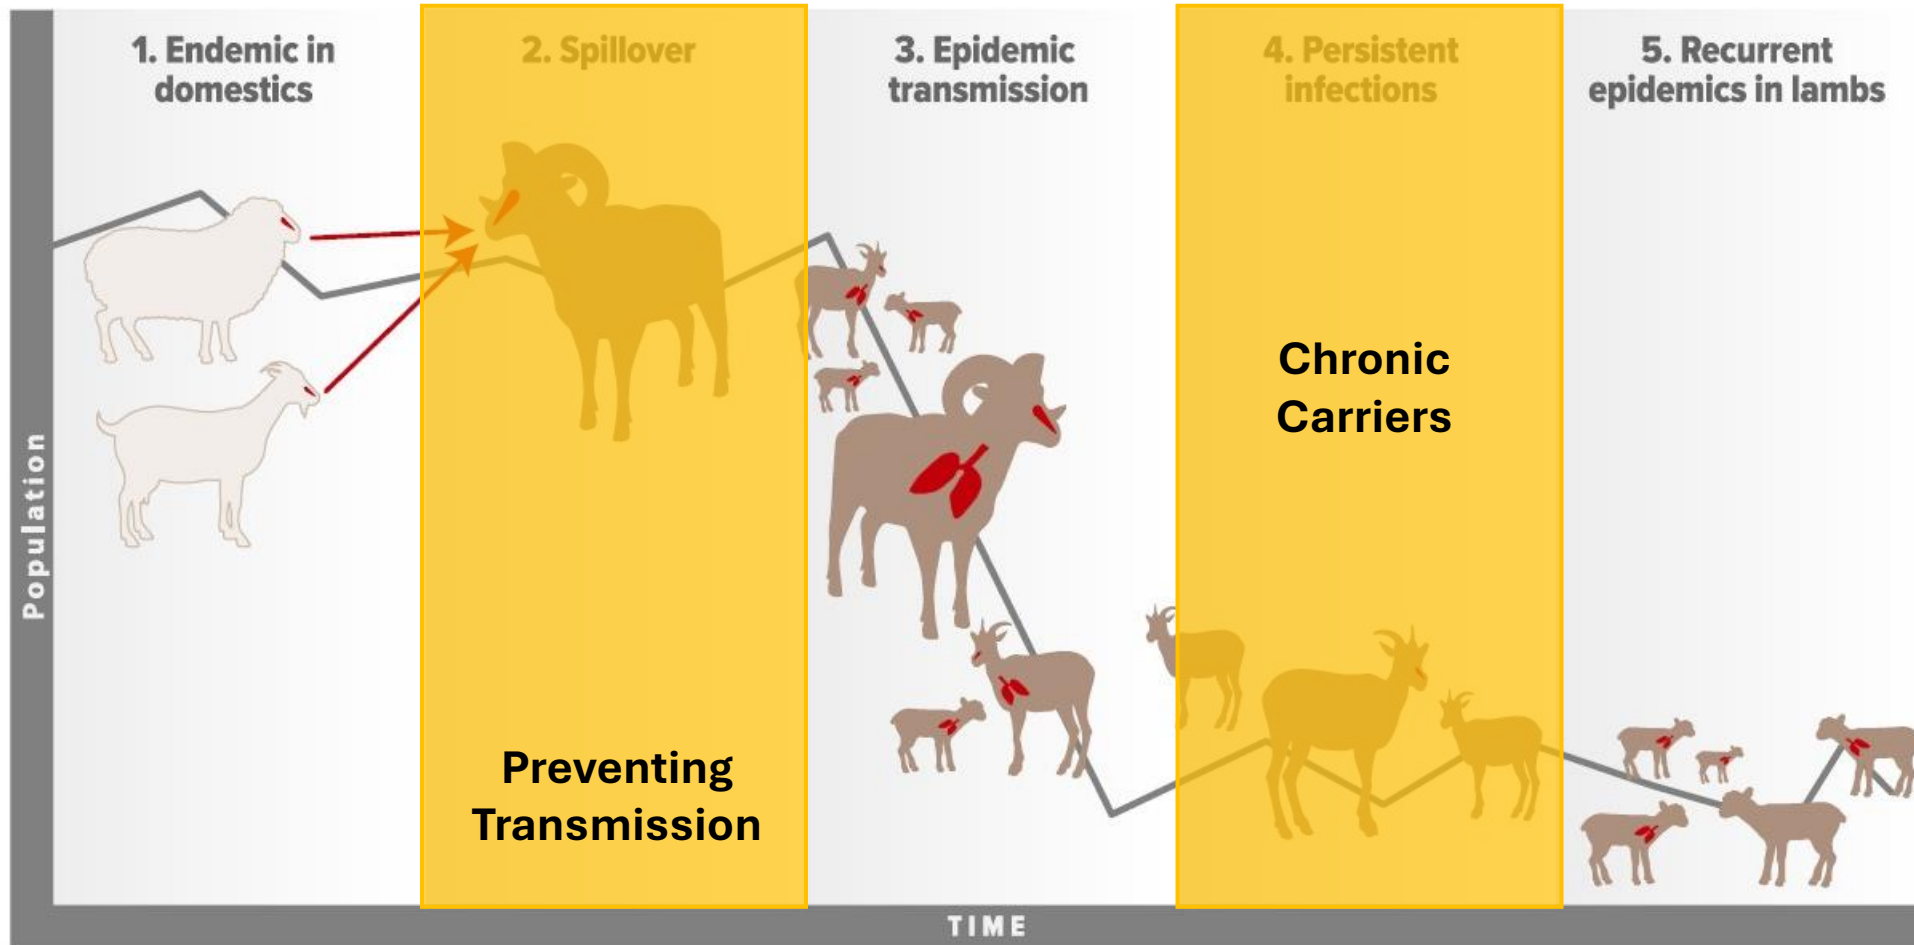 1. Endemic in
domestics
2. Spillover
3. Epidemic
transmission
4. Persistent
infections
5. Recurrent
epidemics in lambs
Chronic
Carriers
Preventing
Transmission
Population
TIME